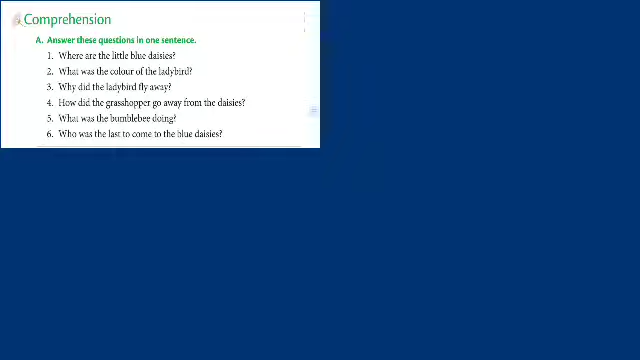 Comprehension
A. Answer these questions in one sentence.
1. Where are the little blue daisies?
2. What was the colour of the ladybird?
3. Why did the ladybird fly away?
4. How did the grasshopper go away from the daisies?
5. What was the bumblebee doing?
6. Who was the last to come to the blue daisies?